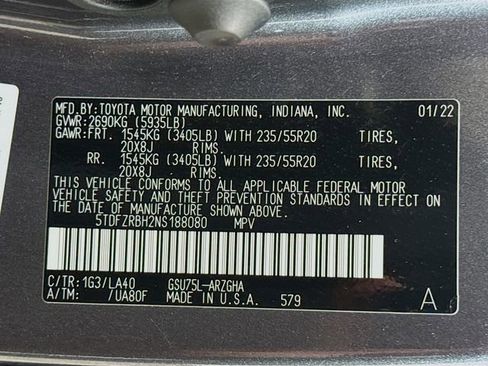 MFD.BY:TOYOTA MOTOR MANUFACTURING, INDIANA, INC. 01/22
GVWR:2690KG (5935LB)
GAWR:FRT. 1545KG (3405LB) WITH 235/55R20 TIRES,
20X8J RIMS.
RR. 1545KG (3405LB) WITH 235/55R20 TIRES,
20X8J RIMS.
THIS VEHICLE CONFORMS TO ALL APPLICABLE FEDERAL MOTOR
VEHICLE SAFETY AND THEFT PREVENTION STANDARDS IN EFFECT
ON THE DATE OF MANUFACTURE SHOWN ABOVE.
5TDFZRBH2NS188080 MPV
C/TR:1G3/LA40 GSU75L-ARZGHA
A/TM: /UA80F MADE IN U.S.A. 579 A